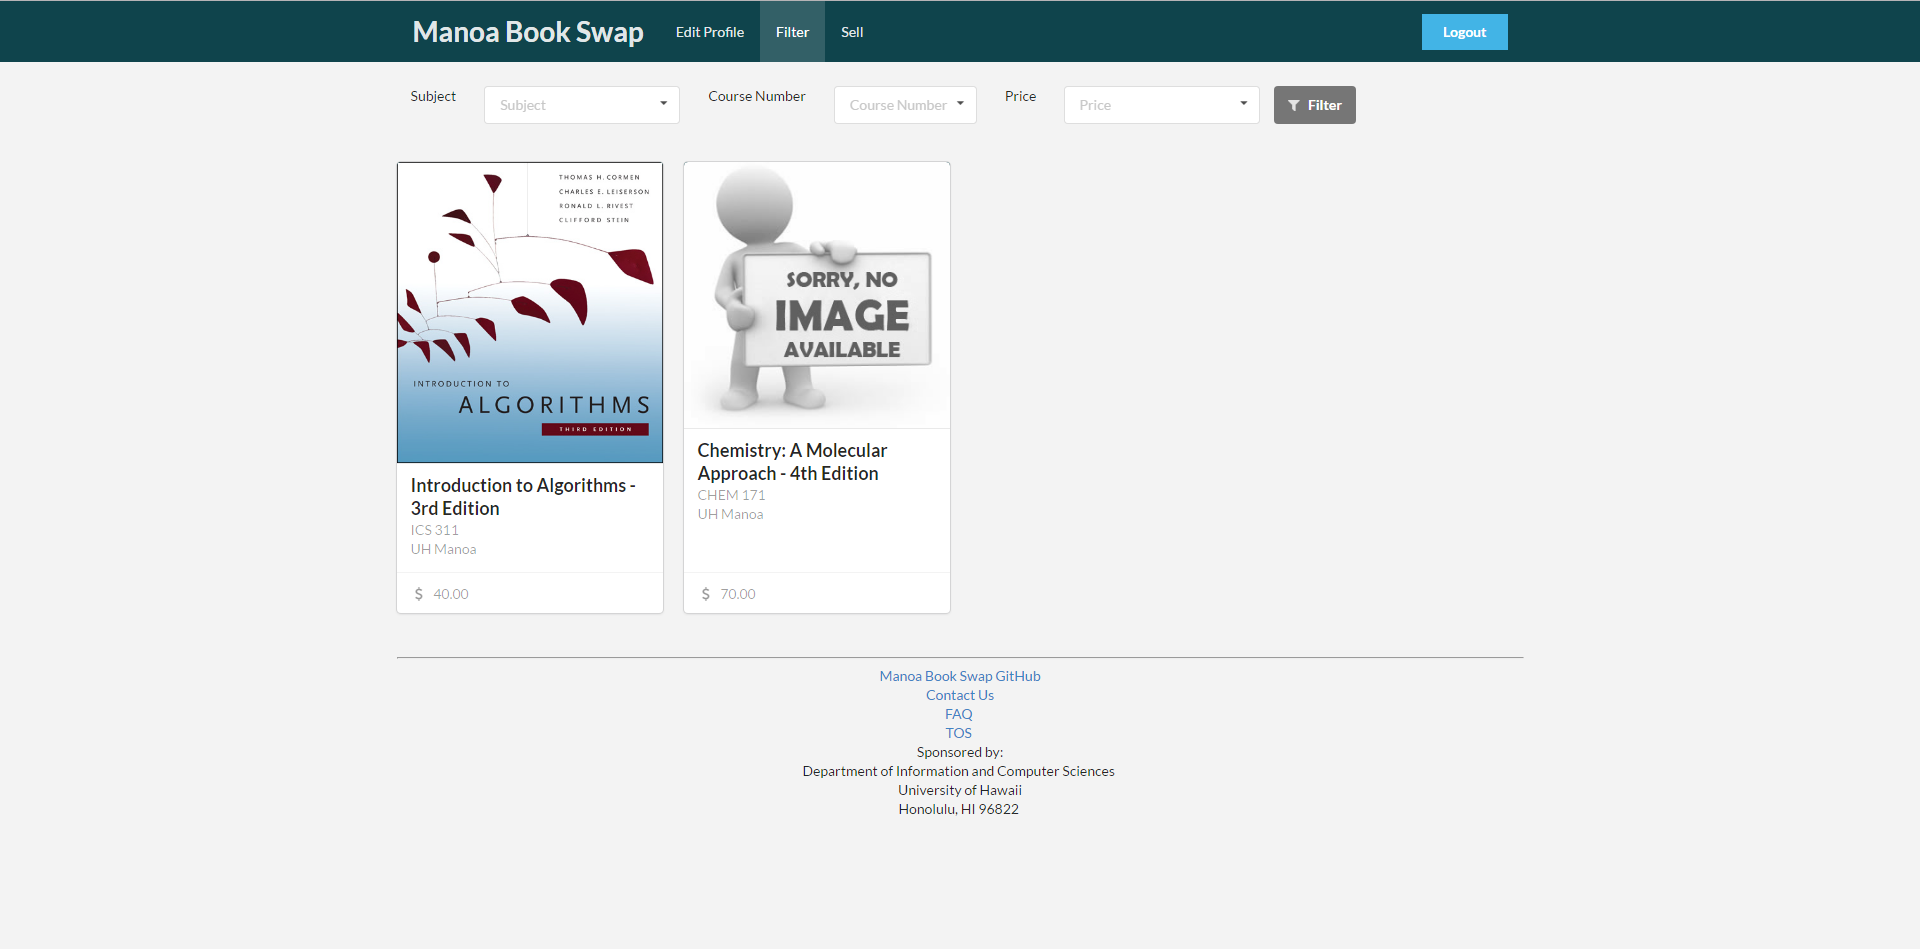 Manoa Book Swap
Edit Profile
Filter
Sell
Logout
Subject
Subject
Course Number
Course Number
Price
Price
Filter
THOMAS H. CORMEN
CHARLES E. LEISERSON
RONALD L. RIVEST
CLIFFORD STEIN
INTRODUCTION TO
ALGORITHMS
THIRD EDITION
Introduction to Algorithms -
3rd Edition
ICS 311
UH Manoa
$ 40.00
SORRY, NO
IMAGE
AVAILABLE
Chemistry: A Molecular
Approach - 4th Edition
CHEM 171
UH Manoa
$ 70.00
Manoa Book Swap GitHub
Contact Us
FAQ
TOS
Sponsored by:
Department of Information and Computer Sciences
University of Hawaii
Honolulu, HI 96822